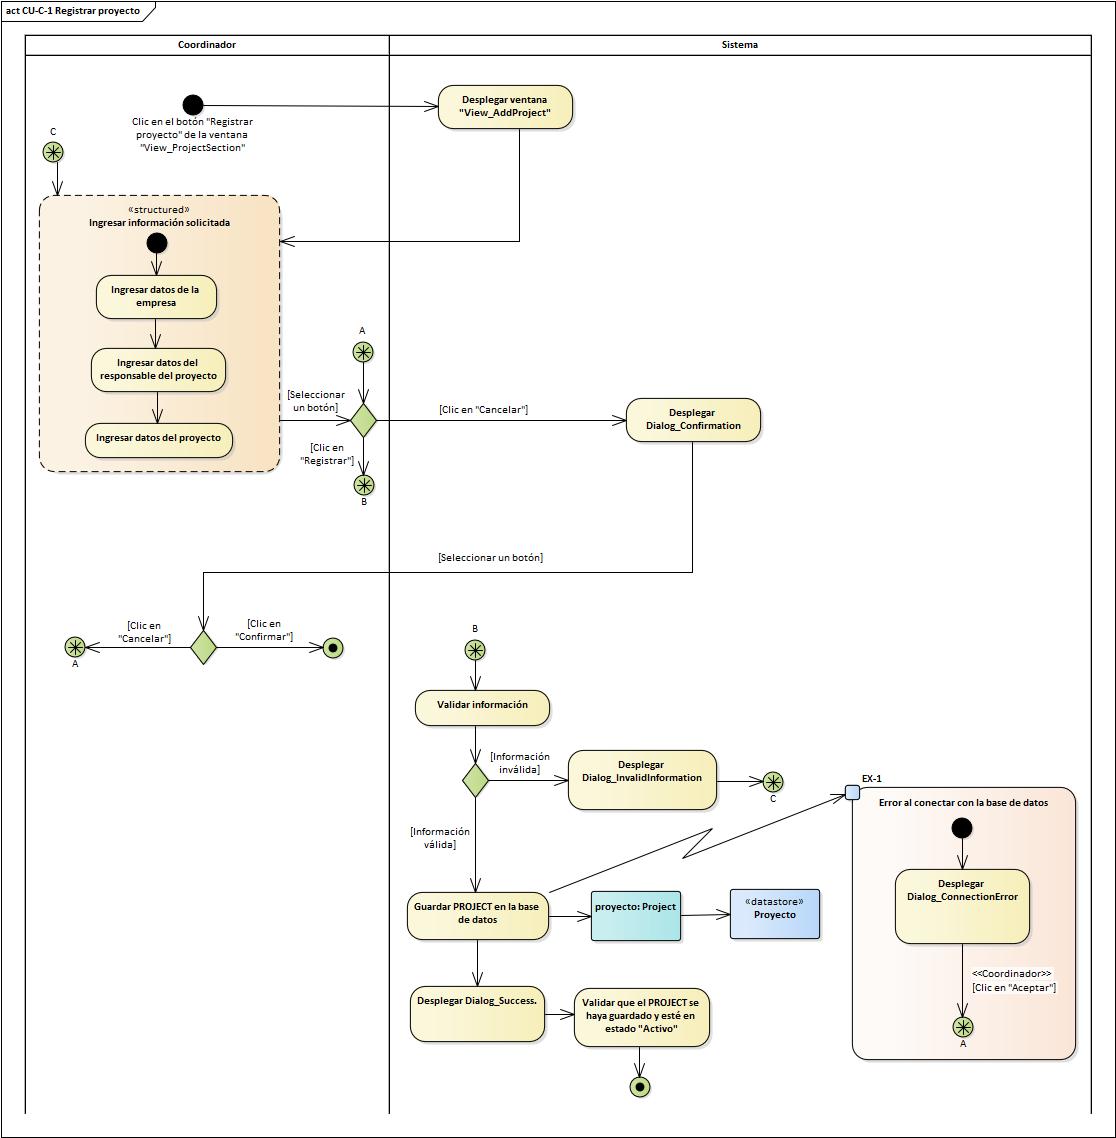 act CU-C-1 Registrar proyecto
Coordinador
Sistema
Clic en el botón "Registrar
proyecto" de la ventana
"View_ProjectSection"
Desplegar ventana
"View_AddProject"
C
«structured»
Ingresar información solicitada
Ingresar datos de la
empresa
Ingresar datos del
responsable del proyecto
Ingresar datos del proyecto
[Seleccionar
un botón]
A
[Clic en "Cancelar"]
Desplegar
Dialog_Confirmation
[Clic en
"Registrar"]
B
[Seleccionar un botón]
[Clic en
"Cancelar"]
A
[Clic en
"Confirmar"]
B
Validar información
[Información
inválida]
Desplegar
Dialog_InvalidInformation
C
[Información
válida]
Guardar PROJECT en la base
de datos
proyecto: Project
«datastore»
Proyecto
Desplegar Dialog_Success.
Validar que el PROJECT se
haya guardado y esté en
estado "Activo"
EX-1
Error al conectar con la base de datos
Desplegar
Dialog_ConnectionError
<<Coordinador>>
[Clic en "Aceptar"]
A